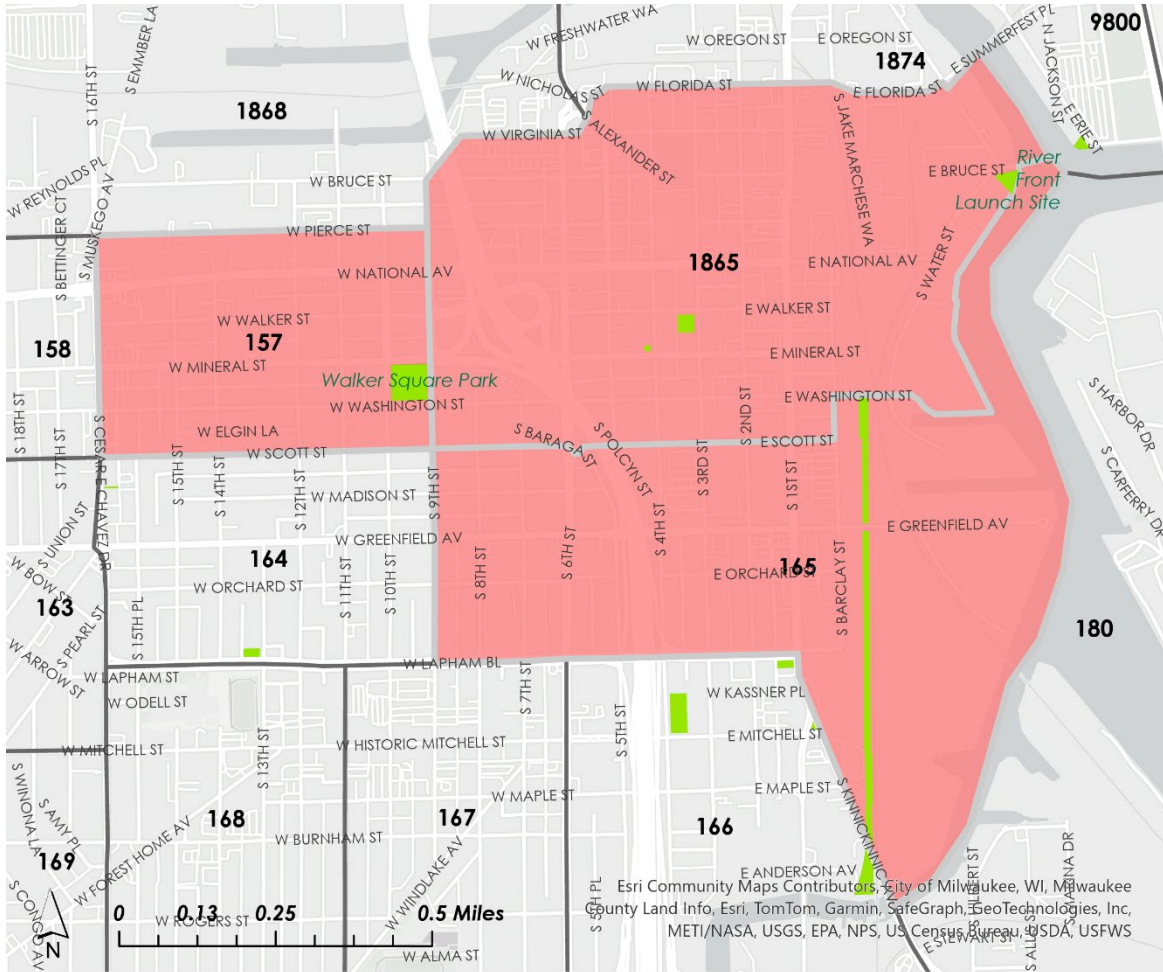 S EMBER LA
W FRESHWATER WA
W OREGON ST
E OREGON ST
E SUMMERFEST PL
N JACKSON ST
9800
1874
S 16TH ST
W NICHOLAS ST
W FLORIDA ST
E FLORIDA ST
1868
W VIRGINIA ST
S ALEXANDER ST
S JAKE MARCHESE WA
E ERIE ST
W REYNOLDS PL
W BRUCE ST
E BRUCE ST
River
Front
Launch Site
S BETTINGER CT
S MUSKEGO AV
W PIERCE ST
W NATIONAL AV
1865
E NATIONAL AV
S WATER ST
W WALKER ST
E WALKER ST
158
157
W MINERAL ST
E MINERAL ST
Walker Square Park
W WASHINGTON ST
E WASHINGTON ST
S HARBOR DR
S 18TH ST
S 17TH ST
S CESAR E CHAVEZ DR
W ELGIN LA
S BARAGA ST
S POLCYN ST
S 2ND ST
E SCOTT ST
W SCOTT ST
S 15TH ST
S 14TH ST
S 12TH ST
W MADISON ST
S 9TH ST
S 3RD ST
S 1ST ST
S CARFERRY DR
S UNION ST
W GREENFIELD AV
S 4TH ST
E GREENFIELD AV
164
W ORCHARD ST
S 11TH ST
S 10TH ST
S 8TH ST
S 6TH ST
E ORCHARD ST
165
S BARCLAY ST
W BOW ST
163
S PEARL ST
S 15TH PL
180
W ARROW ST
W LAPHAM ST
W LAPHAM BL
W ODELL ST
S 7TH ST
W KASSNER PL
W MITCHELL ST
S 13TH ST
W HISTORIC MITCHELL ST
S 5TH ST
E MITCHELL ST
S WINONA LA
S AMY PL
W MAPLE ST
E MAPLE ST
S KINNICKINNIC AV
168
167
166
W BURNHAM ST
169
W FOREST HOME AV
W WINDLAKE AV
E ANDERSON AV
S CONGO AV
S HILBERT ST
S MARINA DR
N
0
0.13
0.25
0.5 Miles
W ROGERS ST
S 5TH PL
W ALMA ST
E STEWART ST
S ALLIS ST
Esri Community Maps Contributors, City of Milwaukee, WI, Milwaukee
County Land Info, Esri, TomTom, Garmin, SafeGraph, GeoTechnologies, Inc,
METI/NASA, USGS, EPA, NPS, US Census Bureau, USDA, USFWS